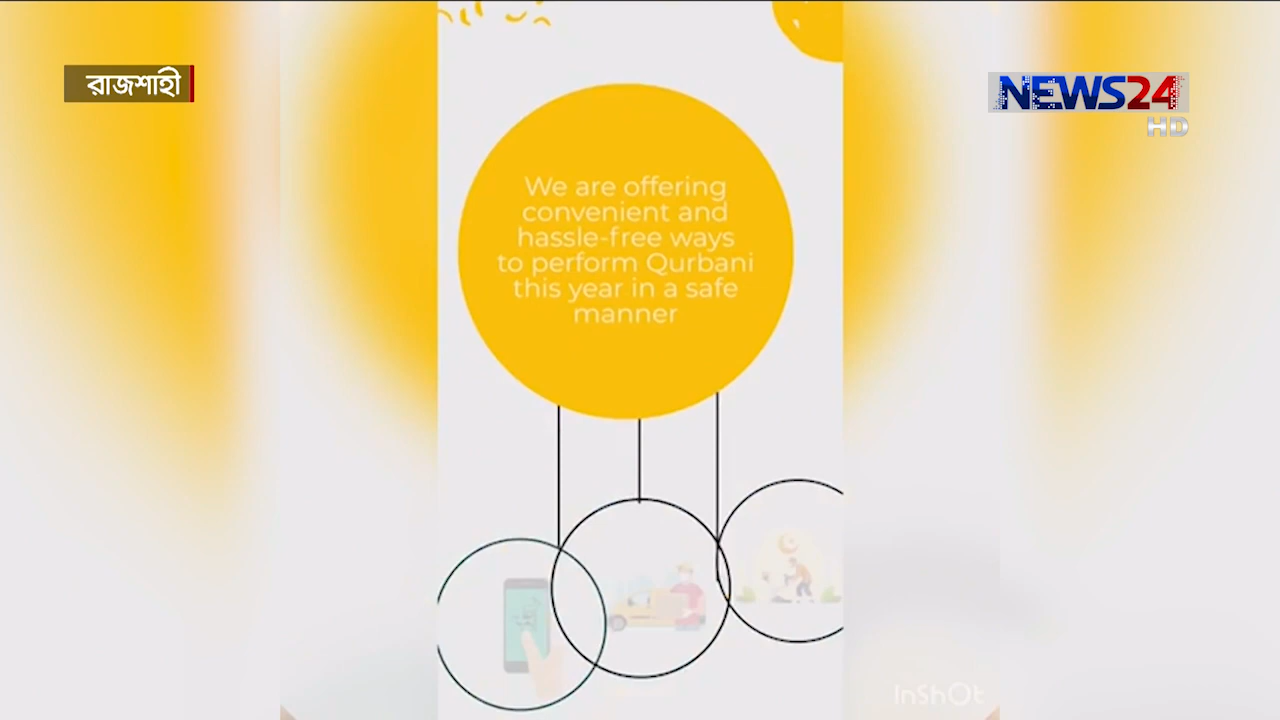 রাজশাহী
NEWS24
HD
We are offering
convenient and
hassle-free ways
to perform Qurbani
this year in a safe
manner
InShOt